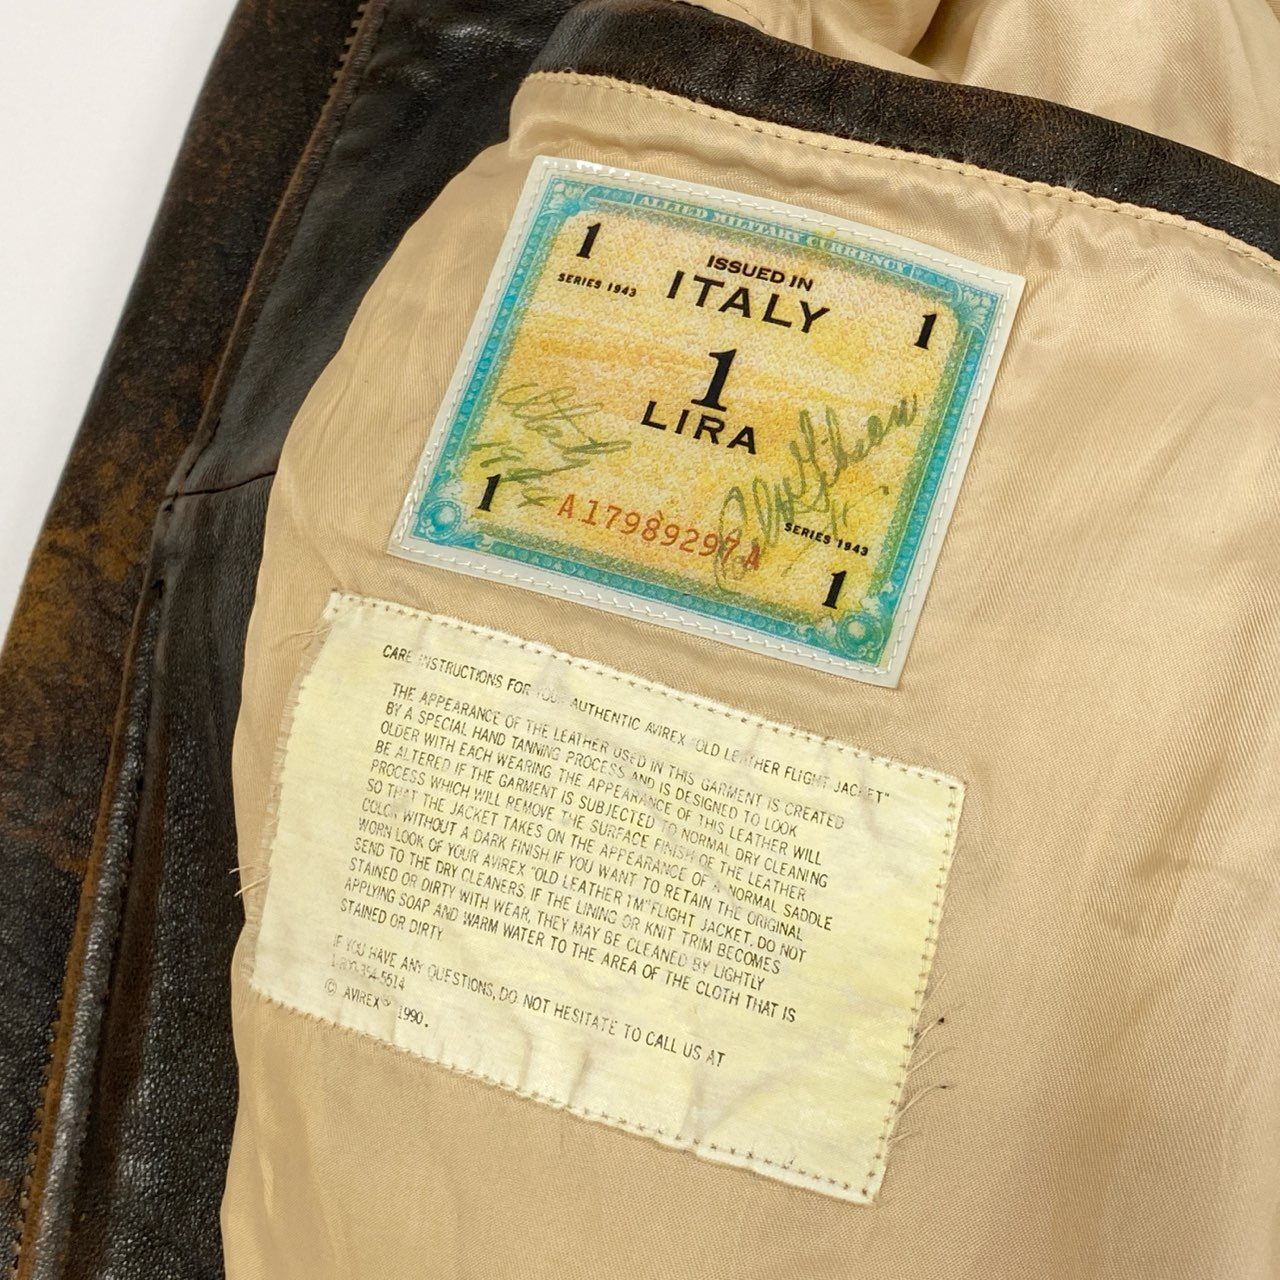 ALLIED MILITARY CURRENCY
1
ISSUED IN
SERIES 1943
ITALY
1
1
LIRA
1
A17989297A
SERIES 1943
1
CARE INSTRUCTIONS FOR YOUR AUTHENTIC AVIREX "OLD LEATHER FLIGHT JACKET"
THE APPEARANCE OF THE LEATHER USED IN THIS GARMENT IS CREATED
BY A SPECIAL HAND TANNING PROCESS AND IS DESIGNED TO LOOK
OLDER WITH EACH WEARING THE APPEARANCE OF THIS LEATHER WILL
BE ALTERED IF THE GARMENT IS SUBJECTED TO NORMAL DRY CLEANING
PROCESS WHICH WILL REMOVE THE SURFACE FINISH OF THE LEATHER
SO THAT THE JACKET TAKES ON THE APPEARANCE OF A NORMAL SADDLE
COLOR WITHOUT A DARK FINISH IF YOU WANT TO RETAIN THE ORIGINAL
WORN LOOK OF YOUR AVIREX "OLD LEATHER TM" FLIGHT JACKET, DO NOT
SEND TO THE DRY CLEANERS. IF THE LINING OR KNIT TRIM BECOMES
STAINED OR DIRTY WITH WEAR, THEY MAY BE CLEANED BY LIGHTLY
APPLYING SOAP AND WARM WATER TO THE AREA OF THE CLOTH THAT IS
STAINED OR DIRTY
IF YOU HAVE ANY QUESTIONS, DO NOT HESITATE TO CALL US AT
1-800-354-5514
© AVIREX 1990.